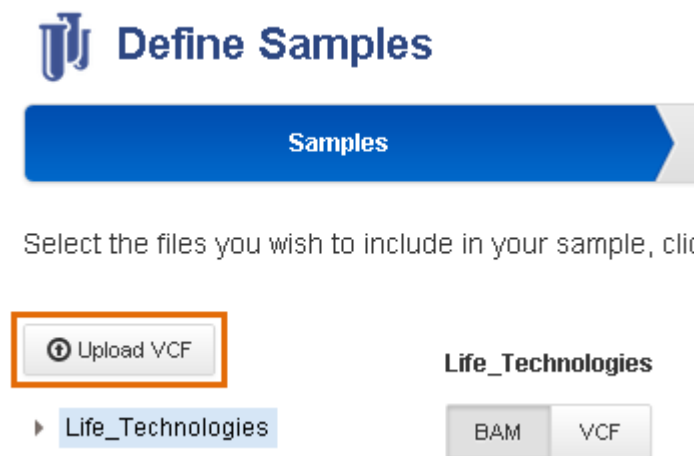 Define Samples
Samples
Select the files you wish to include in your sample,
Upload VCF
Life_Technologies
Life_Technologies
BAM VCF